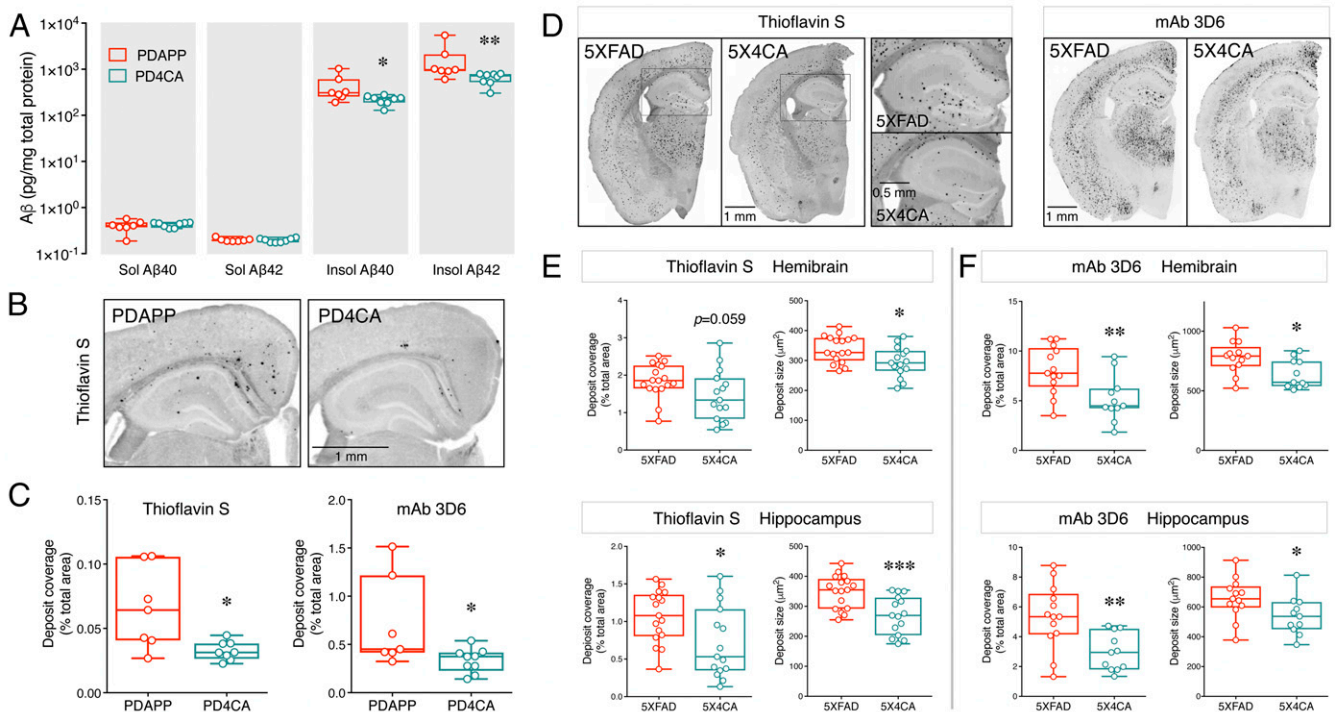 A
Aβ (pg/mg total protein)
1×10⁴
1×10³
1×10²
1×10¹
1×10⁰
1×10⁻¹
PDAPP
PD4CA
*
**
Sol Aβ40
Sol Aβ42
Insol Aβ40
Insol Aβ42
B
Thioflavin S
PDAPP
PD4CA
1 mm
C
Thioflavin S
Deposit coverage
(% total area)
0.15
0.10
0.05
0.00
*
PDAPP
PD4CA
mAb 3D6
Deposit coverage
(% total area)
2.0
1.5
1.0
0.5
0.0
*
PDAPP
PD4CA
D
Thioflavin S
5XFAD
5X4CA
1 mm
5XFAD
0.5 mm
5X4CA
mAb 3D6
5XFAD
5X4CA
1 mm
E
Thioflavin S Hemibrain
Deposit coverage
(% total area)
4
3
2
1
0
p=0.059
5XFAD
5X4CA
Deposit size (μm²)
500
400
300
200
100
0
*
5XFAD
5X4CA
Thioflavin S Hippocampus
Depiosit coverage
(% total area)
2.0
1.5
1.0
0.5
0.0
*
5XFAD
5X4CA
Deposit size (μm²)
500
400
300
200
100
0
***
5XFAD
5X4CA
F
mAb 3D6 Hemibrain
Deposit coverage
(% total area)
15
10
5
0
**
5XFAD
5X4CA
Deposit size (μm²)
1000
500
0
*
5XFAD
5X4CA
mAb 3D6 Hippocampus
Deposit coverage
(% total area)
10
8
6
4
2
0
**
5XFAD
5X4CA
Deposit size (μm²)
1000
800
600
400
200
0
*
5XFAD
5X4CA